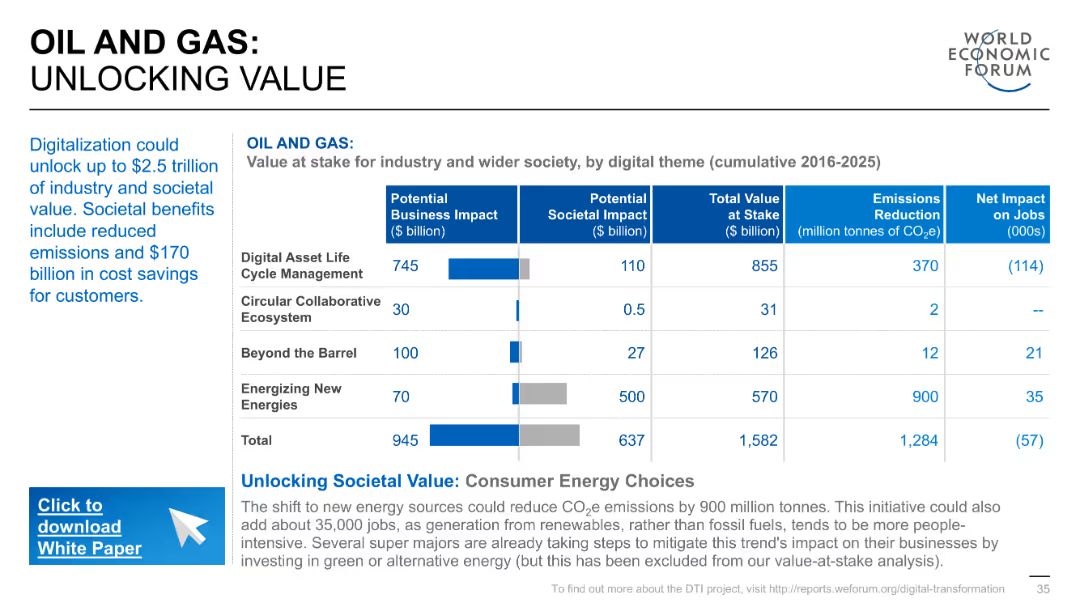 OIL AND GAS:
UNLOCKING VALUE
WORLD
ECONOMIC
FORUM
Digitalization could
unlock up to $2.5 trillion
of industry and societal
value. Societal benefits
include reduced
emissions and $170
billion in cost savings
for customers.
Click to
download
White Paper
OIL AND GAS:
Value at stake for industry and wider society, by digital theme (cumulative 2016-2025)
Potential Business Impact ($ billion) Potential Societal Impact ($ billion) Total Value at Stake ($ billion) Emissions Reduction (million tonnes of CO₂e) Net Impact on Jobs (000s)
Digital Asset Life Cycle Management 745 110 855 370 (114)
Circular Collaborative Ecosystem 30 0.5 31 2 --
Beyond the Barrel 100 27 126 12 21
Energizing New Energies 70 500 570 900 35
Total 945 637 1,582 1,284 (57)
Unlocking Societal Value: Consumer Energy Choices
The shift to new energy sources could reduce CO₂e emissions by 900 million tonnes. This initiative could also
add about 35,000 jobs, as generation from renewables, rather than fossil fuels, tends to be more people-
intensive. Several super majors are already taking steps to mitigate this trend's impact on their businesses by
investing in green or alternative energy (but this has been excluded from our value-at-stake analysis).
To find out more about the DTI project, visit http://reports.weforum.org/digital-transformation
35